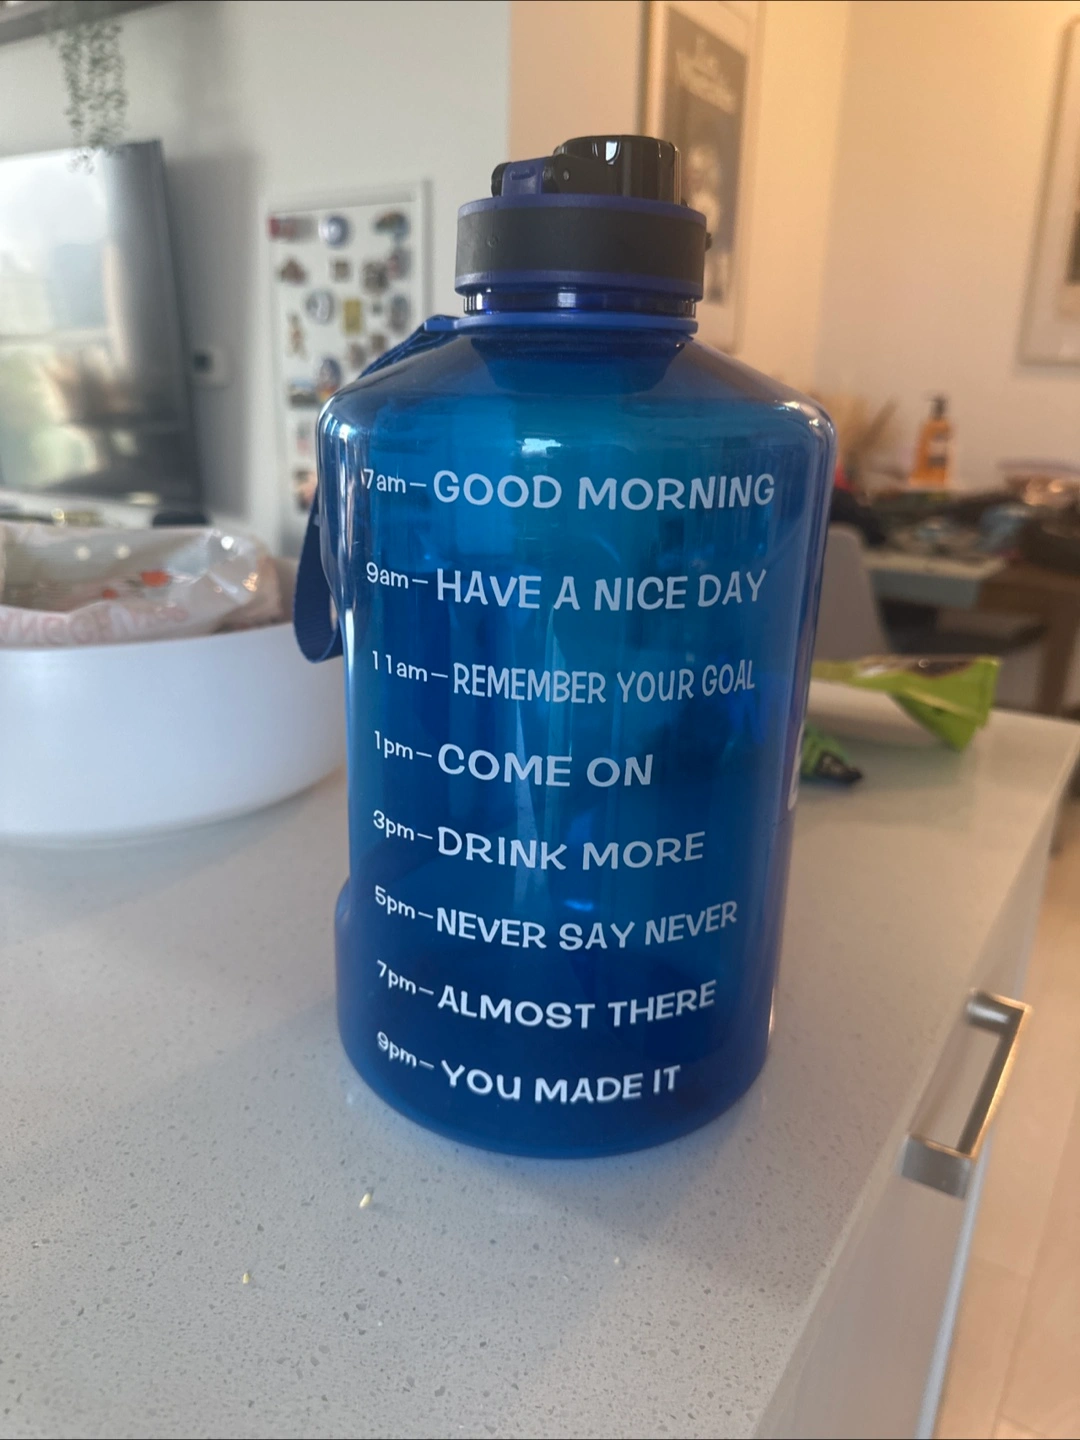 7am—GOOD MORNING
9am—HAVE A NICE DAY
11am—REMEMBER YOUR GOAL
1pm—COME ON
3pm—DRINK MORE
5pm—NEVER SAY NEVER
7pm—ALMOST THERE
9pm—YOU MADE IT